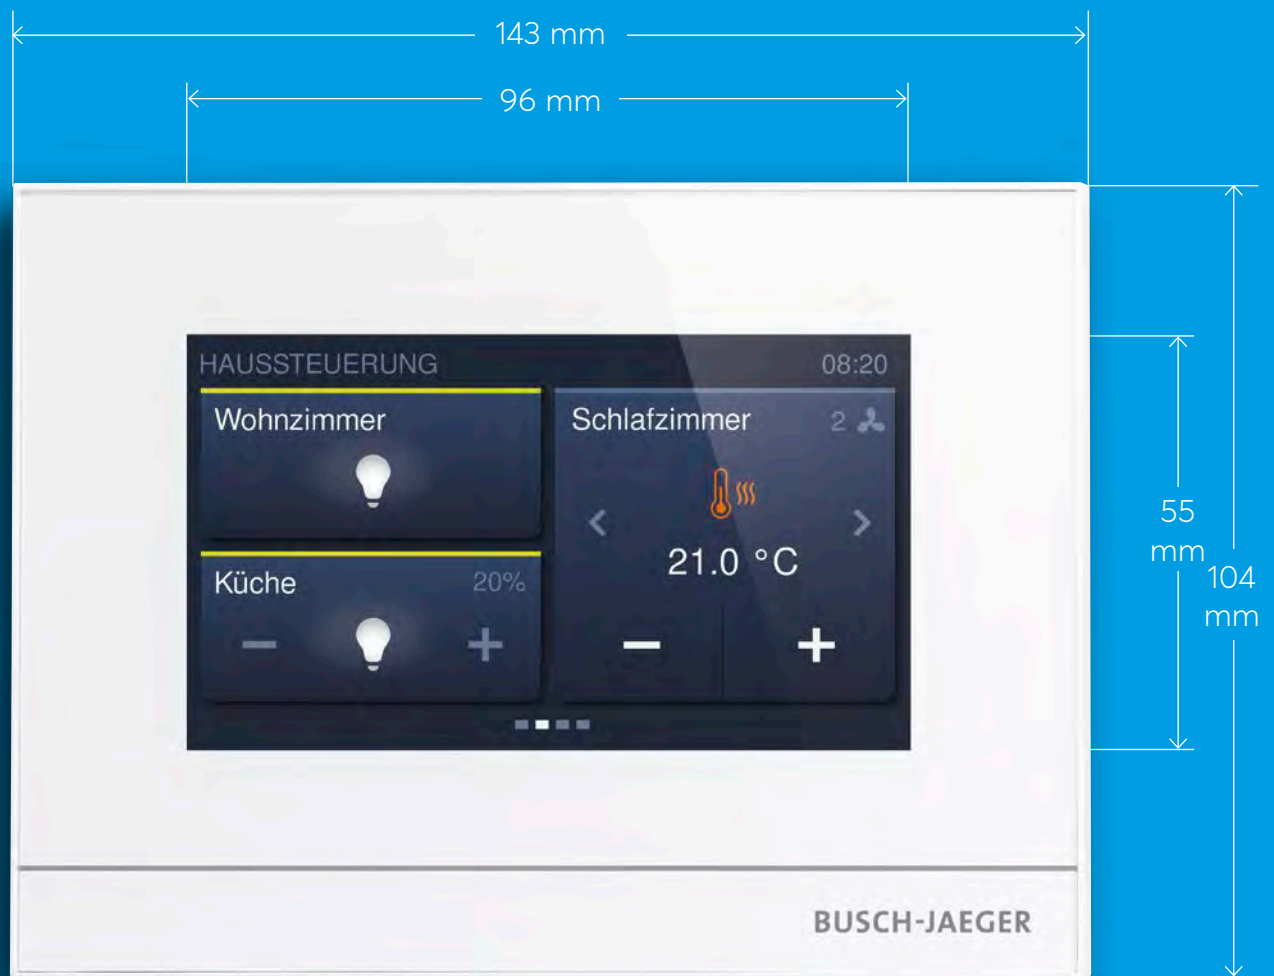 143 mm
96 mm
HAUSSTEUERUNG 08:20
Wohnzimmer
Schlafzimmer 2
21.0 °C
Küche 20%
55
mm
104
mm
BUSCH-JAEGER